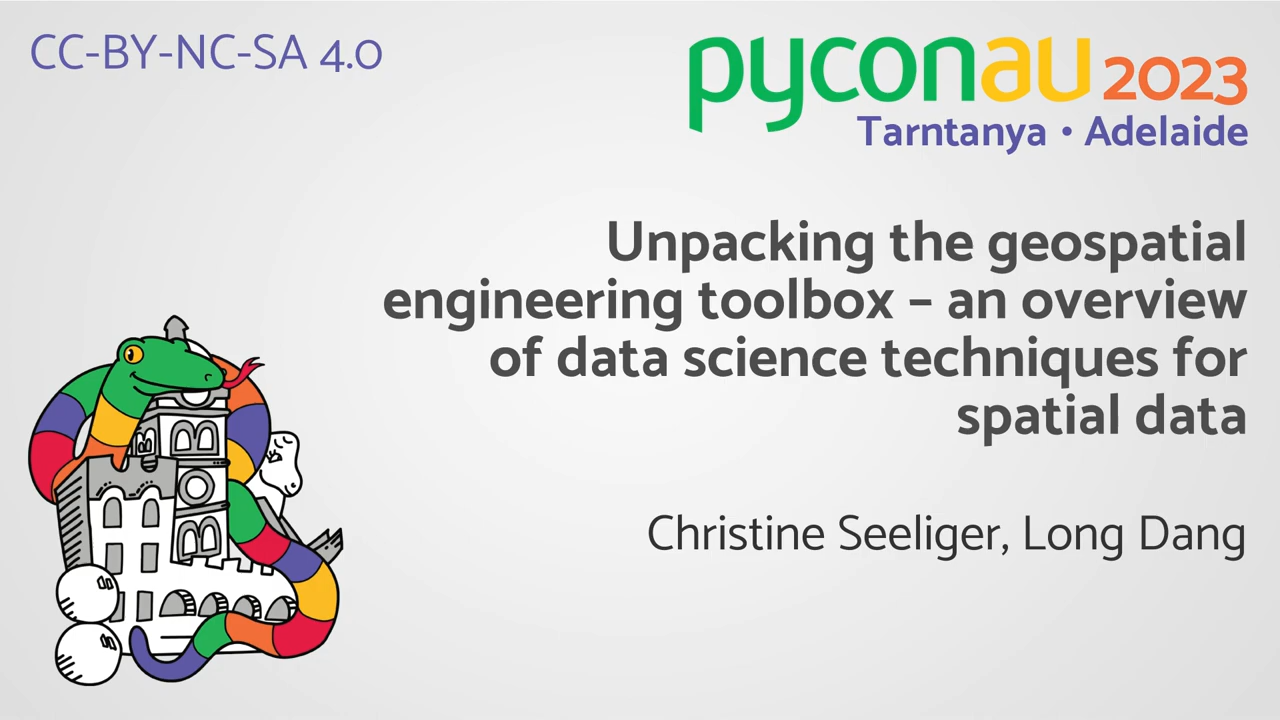 CC-BY-NC-SA 4.0
pyconau 2023
Tarntanya • Adelaide
Unpacking the geospatial
engineering toolbox – an overview
of data science techniques for
spatial data
Christine Seeliger, Long Dang